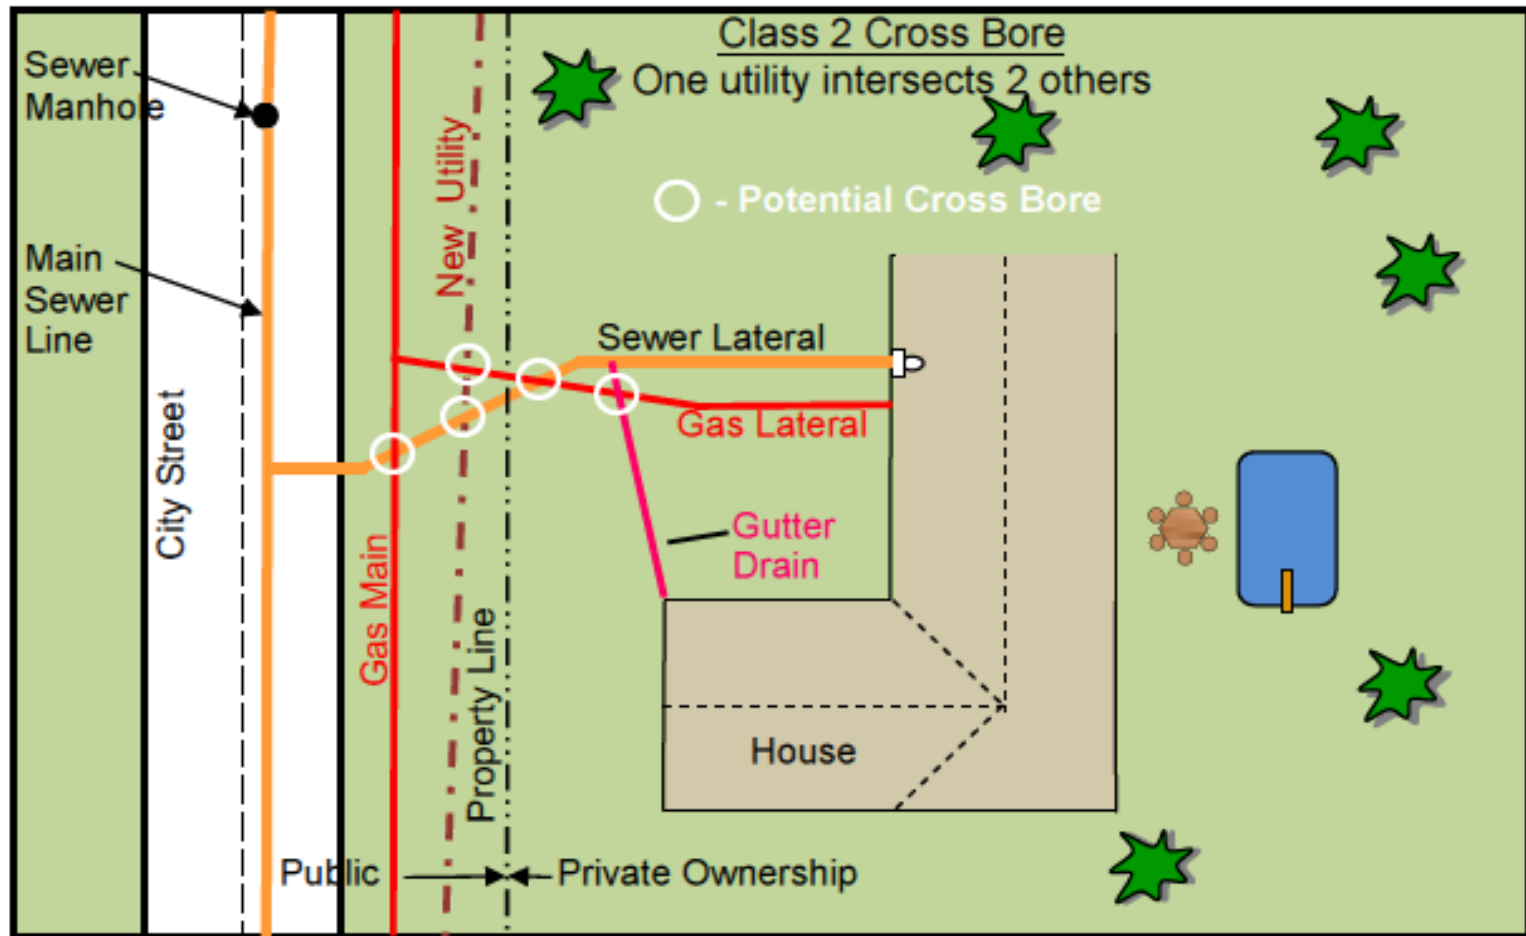 Class 2 Cross Bore
One utility intersects 2 others
Sewer
Manhole
New Utility
- Potential Cross Bore
Main
Sewer
Line
Sewer Lateral
City Street
Gas Lateral
Gutter
Drain
Gas Main
Property Line
House
Public
Private Ownership